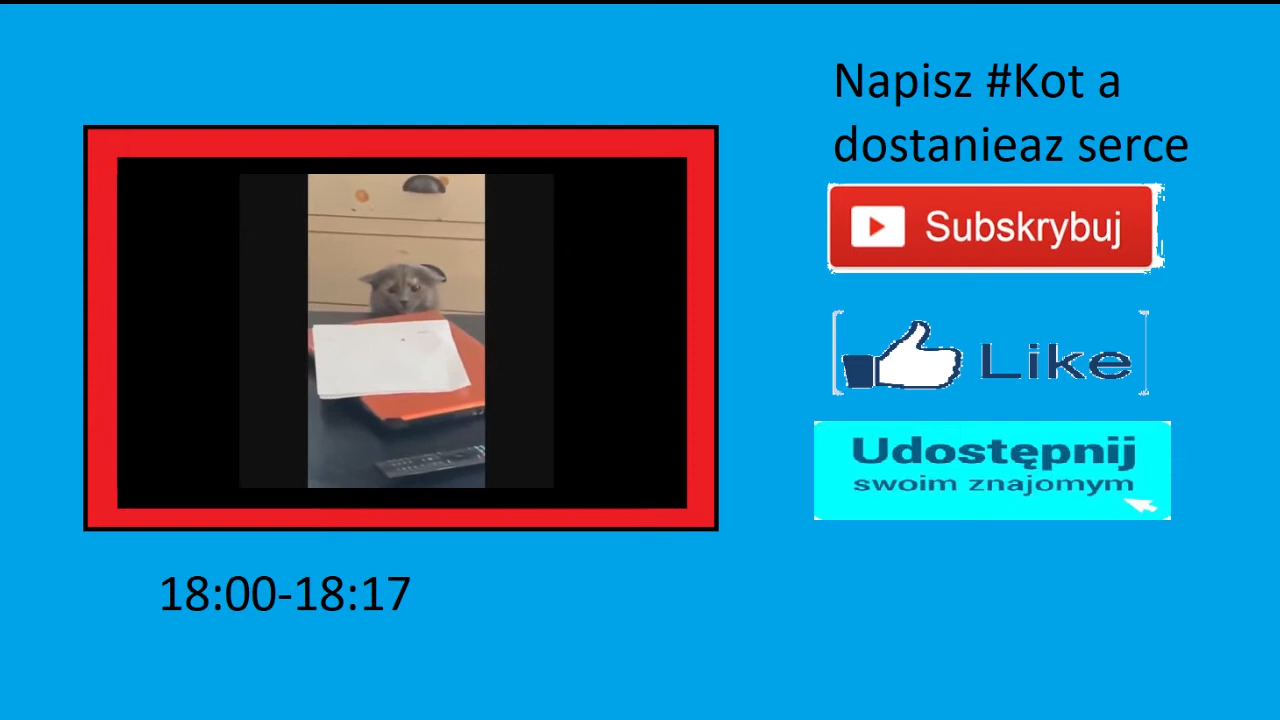 Napisz #Kot a
dostanieaz serce
Subskrybuj
Like
Udostępnij
swoim znajomym
18:00-18:17